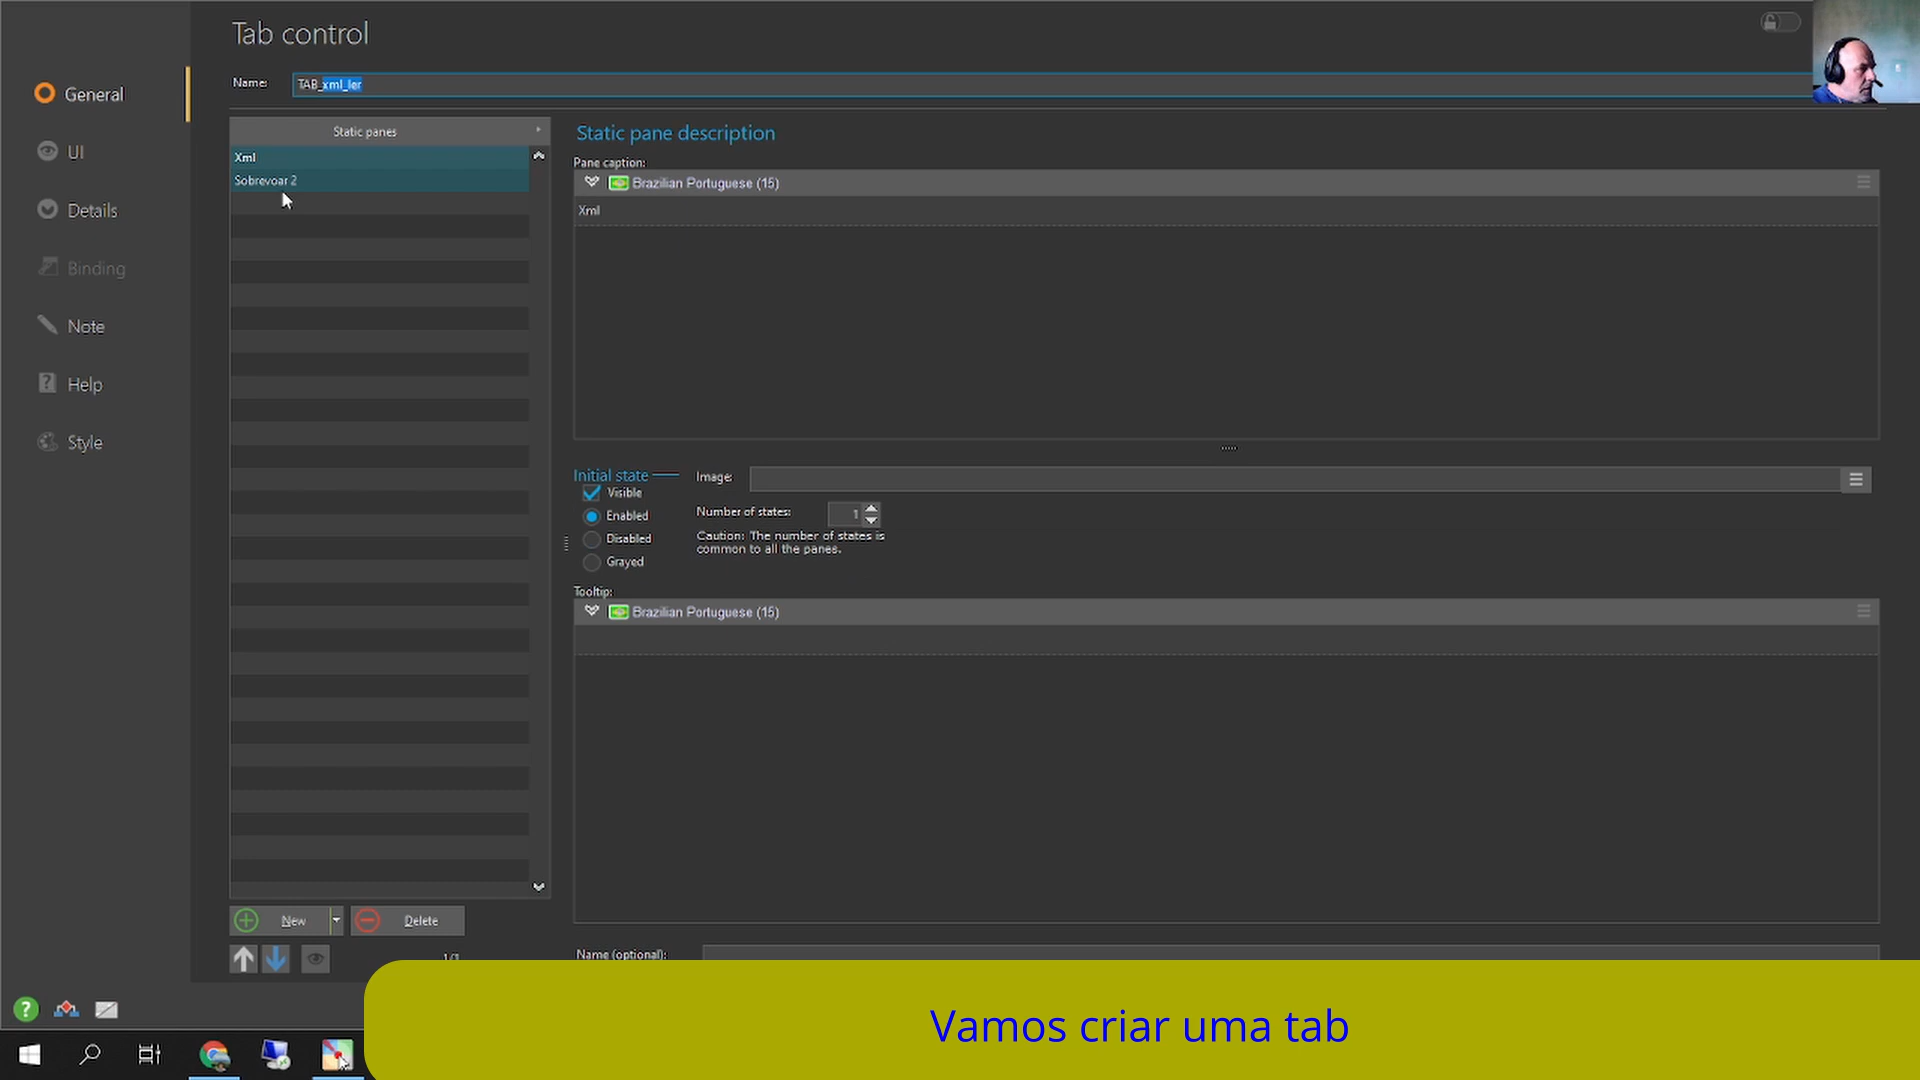 Tab control
Name: TAB_xml_ler
General
UI
Details
Binding
Note
Help
Style
Static panes
Xml
Sobrevoar 2
New
Delete
1/1
Static pane description
Pane caption:
Brazilian Portuguese (15)
Xml
Initial state
Visible
Enabled
Disabled
Grayed
Image:
Number of states: 1
Caution: The number of states is
common to all the panes.
Tooltip:
Brazilian Portuguese (15)
Name (optional):
Vamos criar uma tab